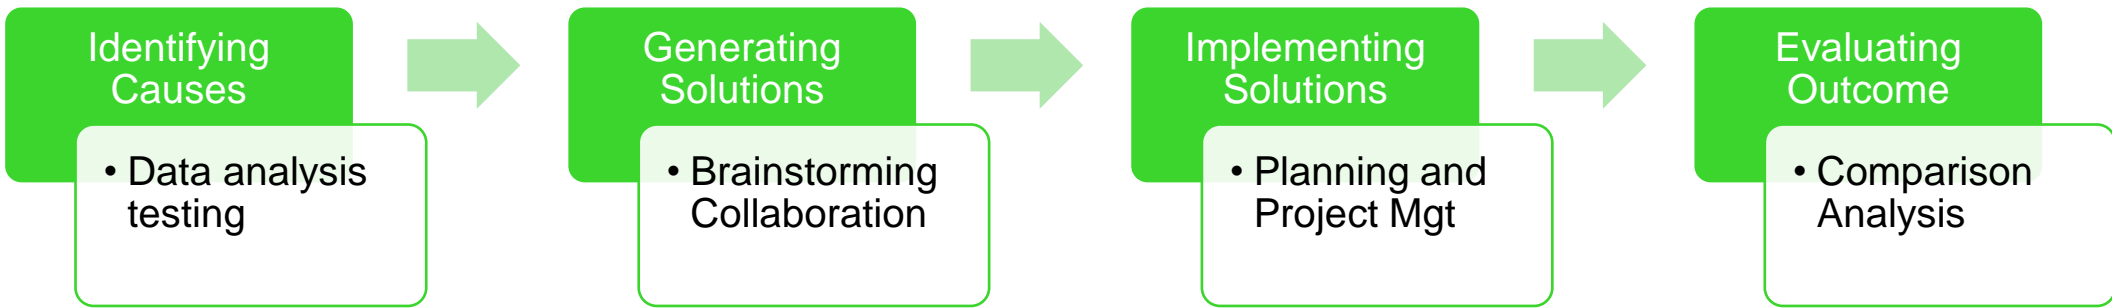 Identifying
Causes
• Data analysis
testing
Generating
Solutions
• Brainstorming
Collaboration
Implementing
Solutions
• Planning and
Project Mgt
Evaluating
Outcome
• Comparison
Analysis